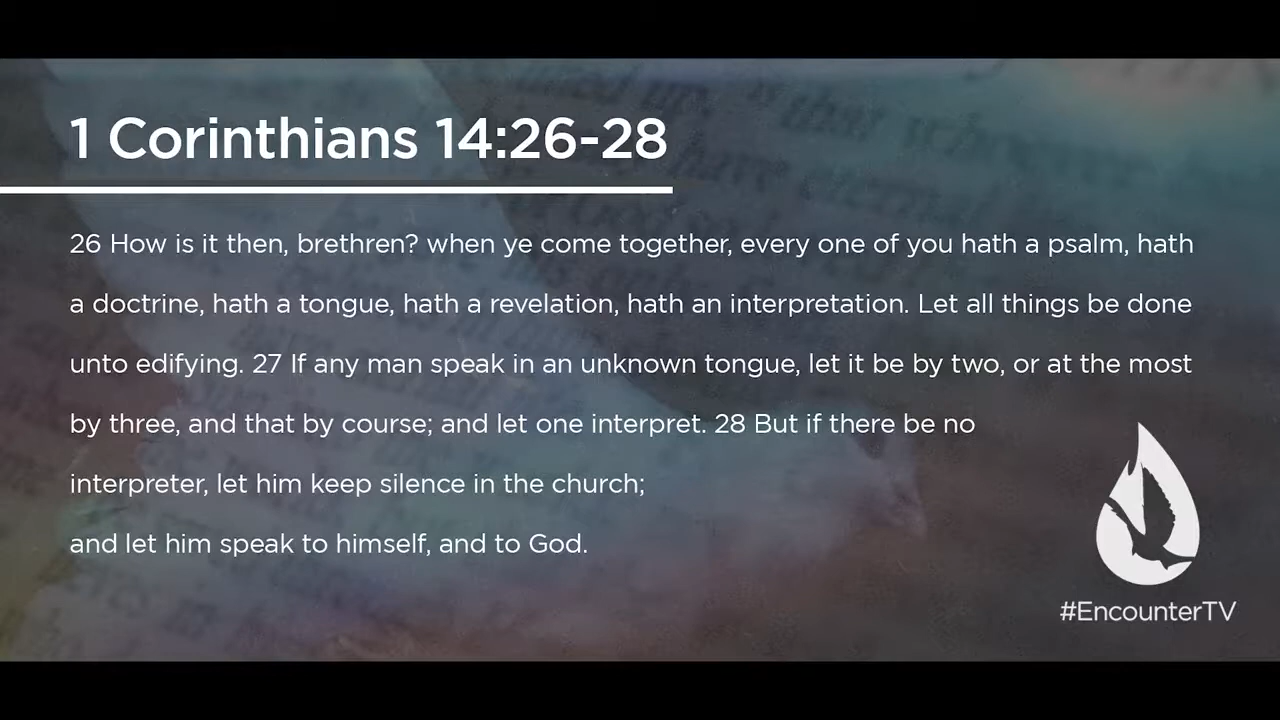 1 Corinthians 14:26-28
26 How is it then, brethren? when ye come together, every one of you hath a psalm, hath
a doctrine, hath a tongue, hath a revelation, hath an interpretation. Let all things be done
unto edifying. 27 If any man speak in an unknown tongue, let it be by two, or at the most
by three, and that by course; and let one interpret. 28 But if there be no
interpreter, let him keep silence in the church;
and let him speak to himself, and to God.
#EncounterTV